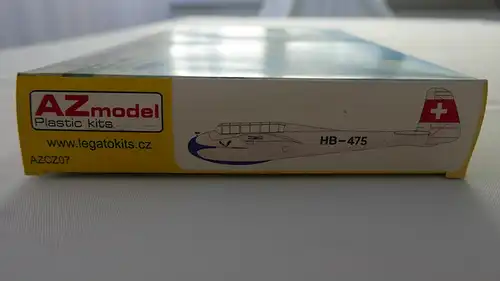 AZmodel
Plastic kits
www.legatokits.cz
AZCZ07
HB-475